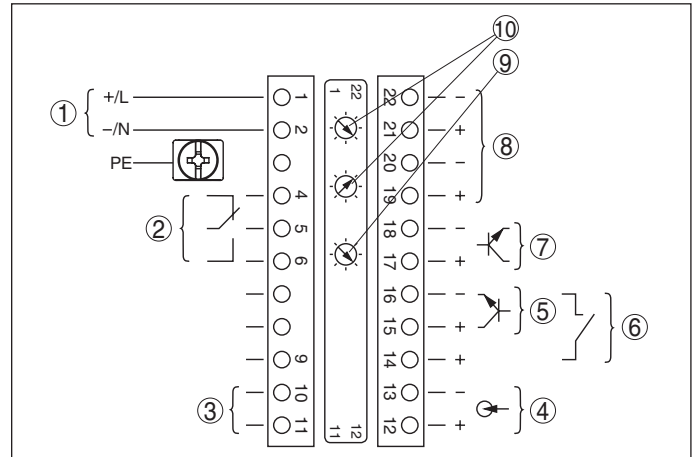 ⑩
⑨
① +/L 1 1 22 22 −
−/N 2 21 + ⑧
PE 20 −
4 19 +
② 5 18 − ⑦
6 17 +
16 − ⑤ ⑥
15 +
9 14 +
③ 10 13 − ④
11 11 12 12 +